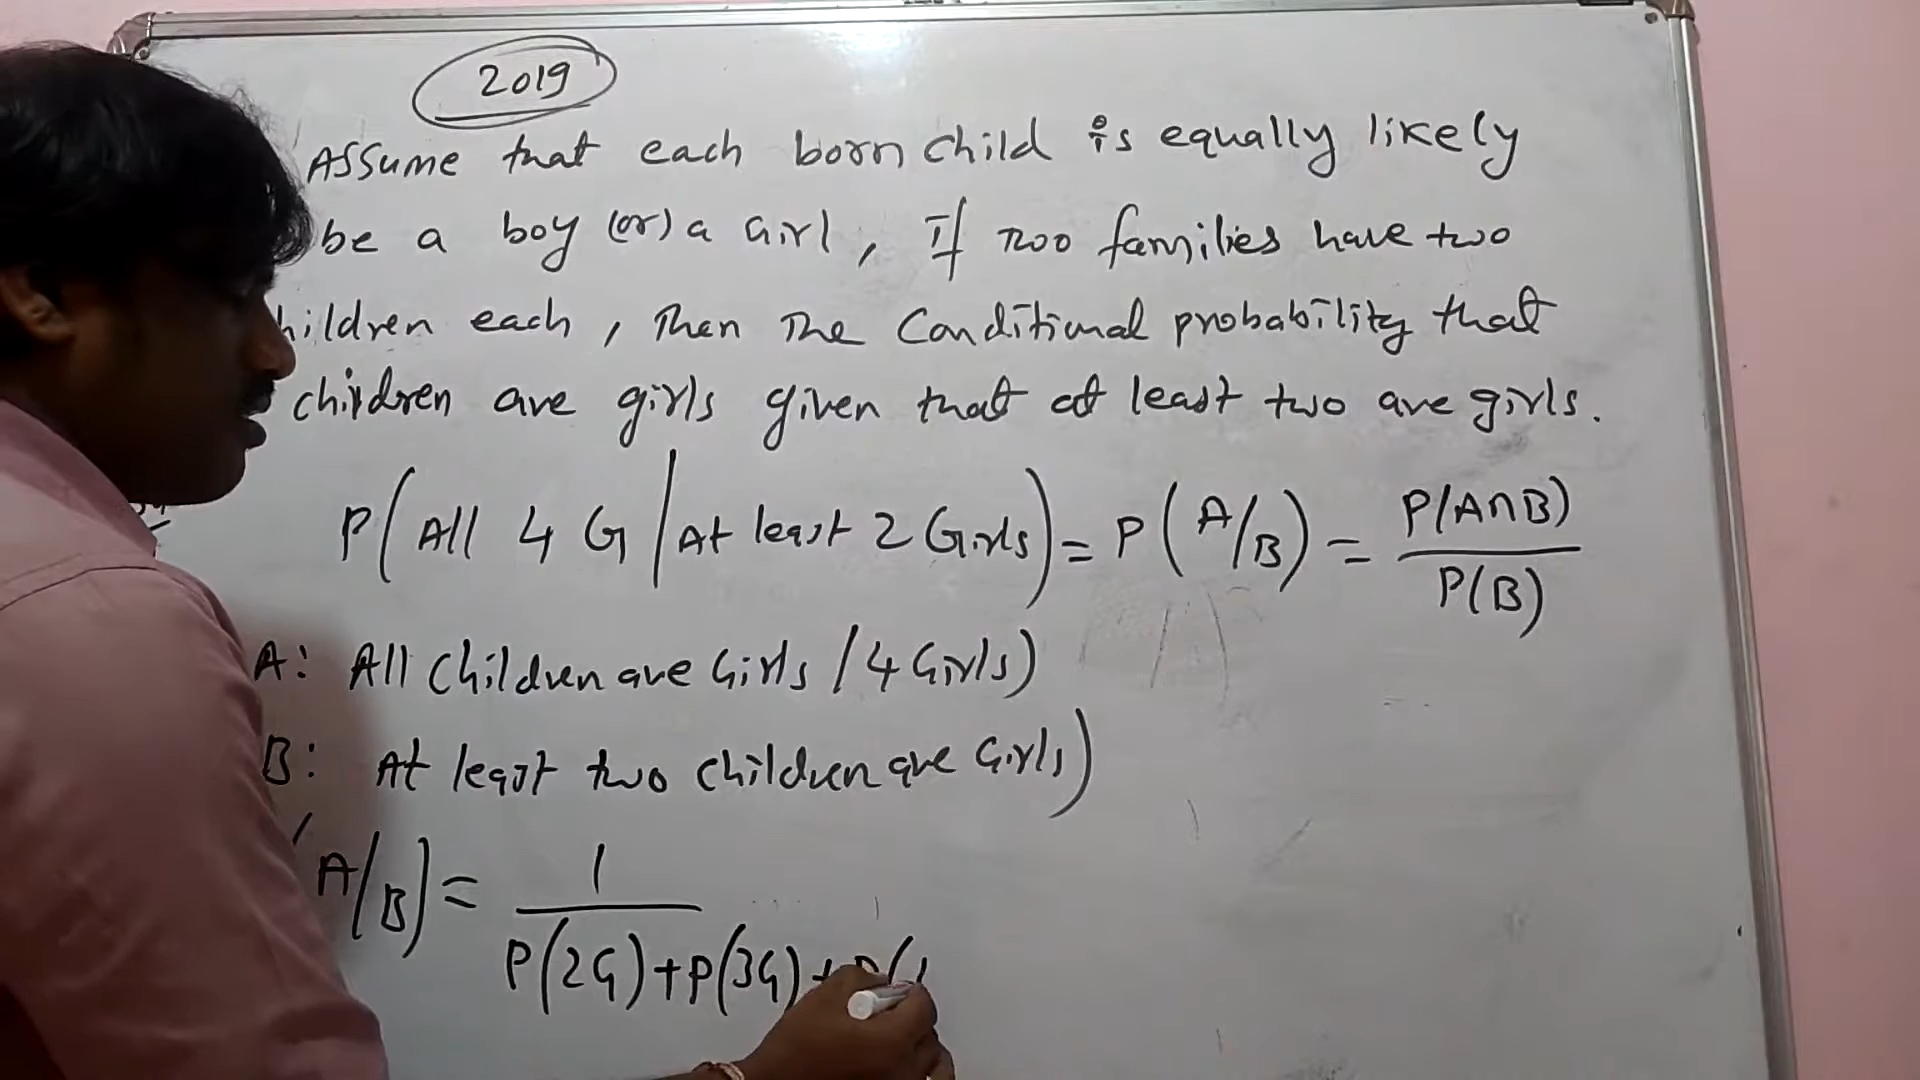 2019
Assume that each born child is equally likely
be a boy (or) a Girl, If two families have two
hildren each, Then The Conditional probability that
children are girls given that at least two are girls.
P(All 4 G | At least 2 Girls) = P(A/B) = P(A∩B) / P(B)
A: All Children are Girls / 4 Girls)
B: At least two children are Girls)
A/B) = 1 / P(2G)+P(3G)+P(